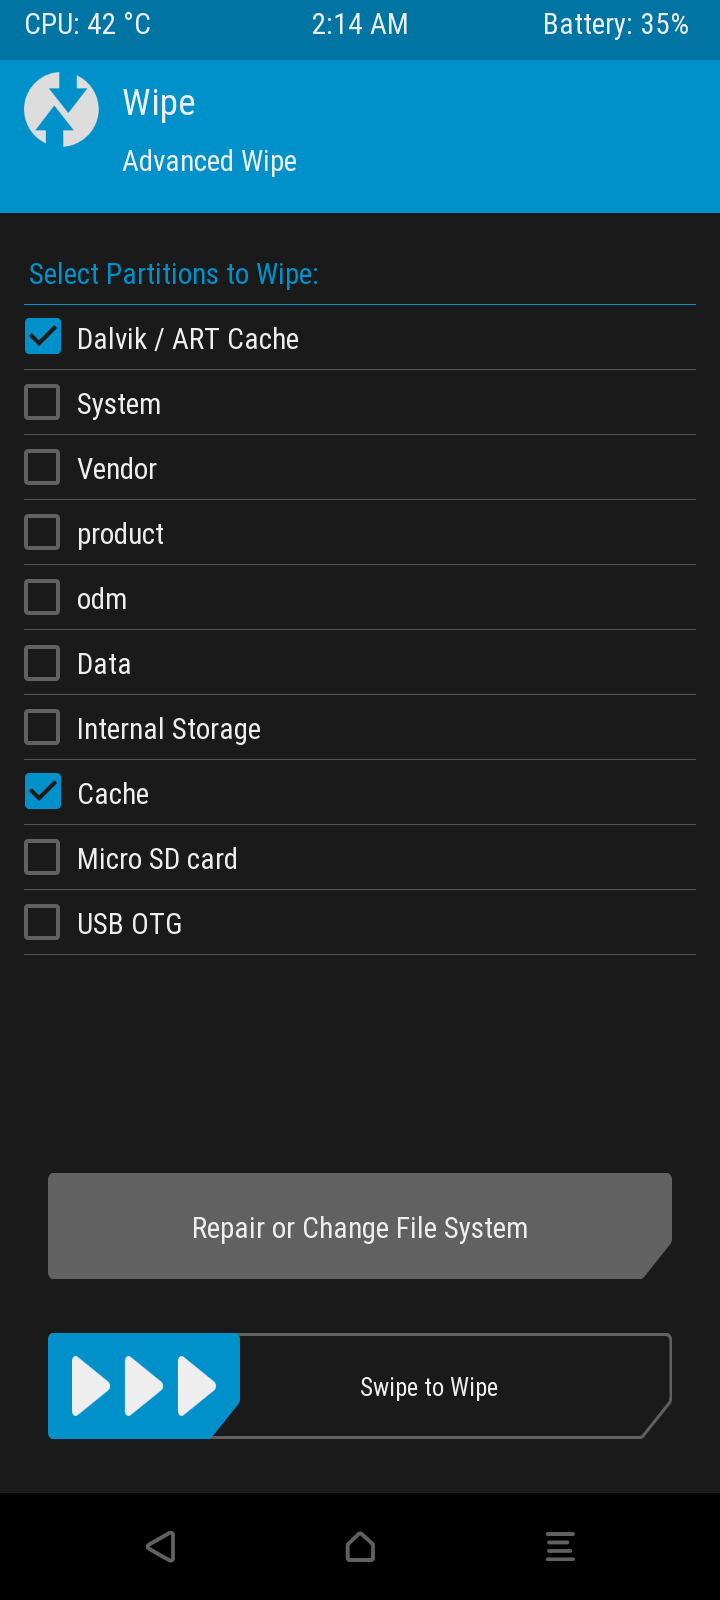 CPU: 42 °C 2:14 AM Battery: 35%
Wipe
Advanced Wipe
Select Partitions to Wipe:
Dalvik / ART Cache
System
Vendor
product
odm
Data
Internal Storage
Cache
Micro SD card
USB OTG
Repair or Change File System
Swipe to Wipe